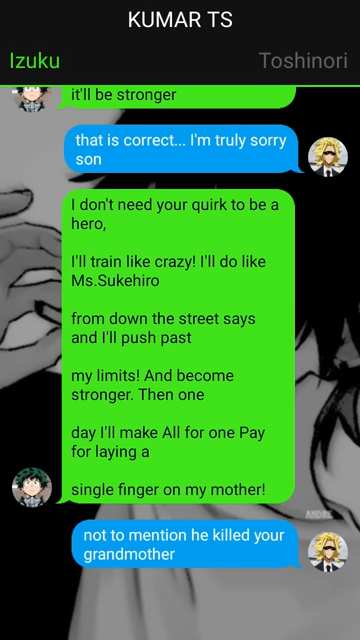 KUMAR TS
Izuku
Toshinori
it'll be stronger
that is correct... I'm truly sorry
son
I don't need your quirk to be a
hero,
I'll train like crazy! I'll do like
Ms.Sukehiro
from down the street says
and I'll push past
my limits! And become
stronger. Then one
day I'll make All for one Pay
for laying a
single finger on my mother!
not to mention he killed your
grandmother